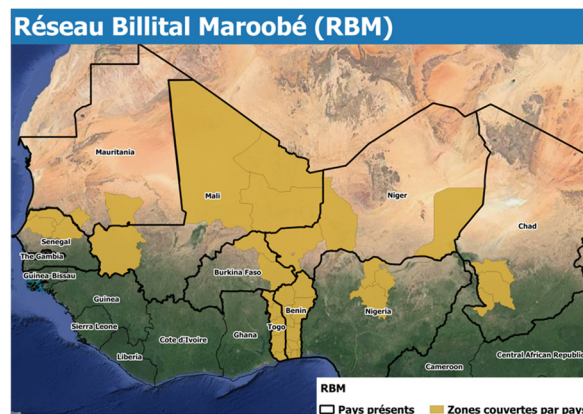 Réseau Billital Maroobé (RBM)
Mauritania
Mali
Niger
Chad
Senegal
The Gambia
Guinea-Bissau
Burkina Faso
Guinea
Benin
Nigeria
Sierra Leone
Togo
Cote d'Ivoire
Ghana
Liberia
Cameroon
Central African Republic
RBM
Pays présents
Zones couvertes par pays